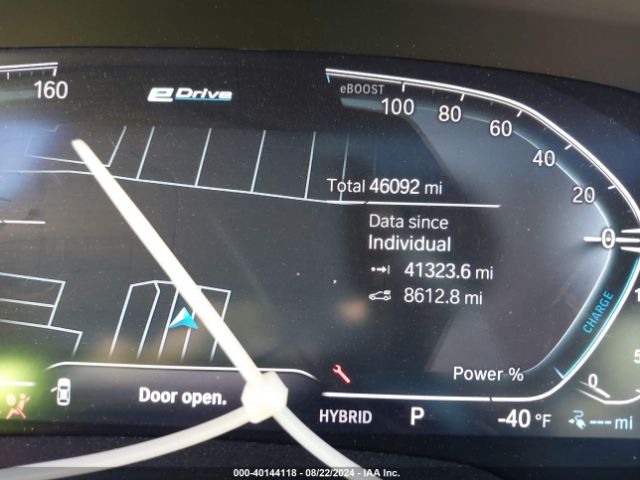 160
eDrive
eBOOST
100
80
60
40
20
0
Total 46092 mi
Data since
Individual
41323.6 mi
8612.8 mi
CHARGE
Power %
5
0
Door open.
HYBRID P -40 °F --- mi
000-40144118 - 08/22/2024 - IAA Inc.